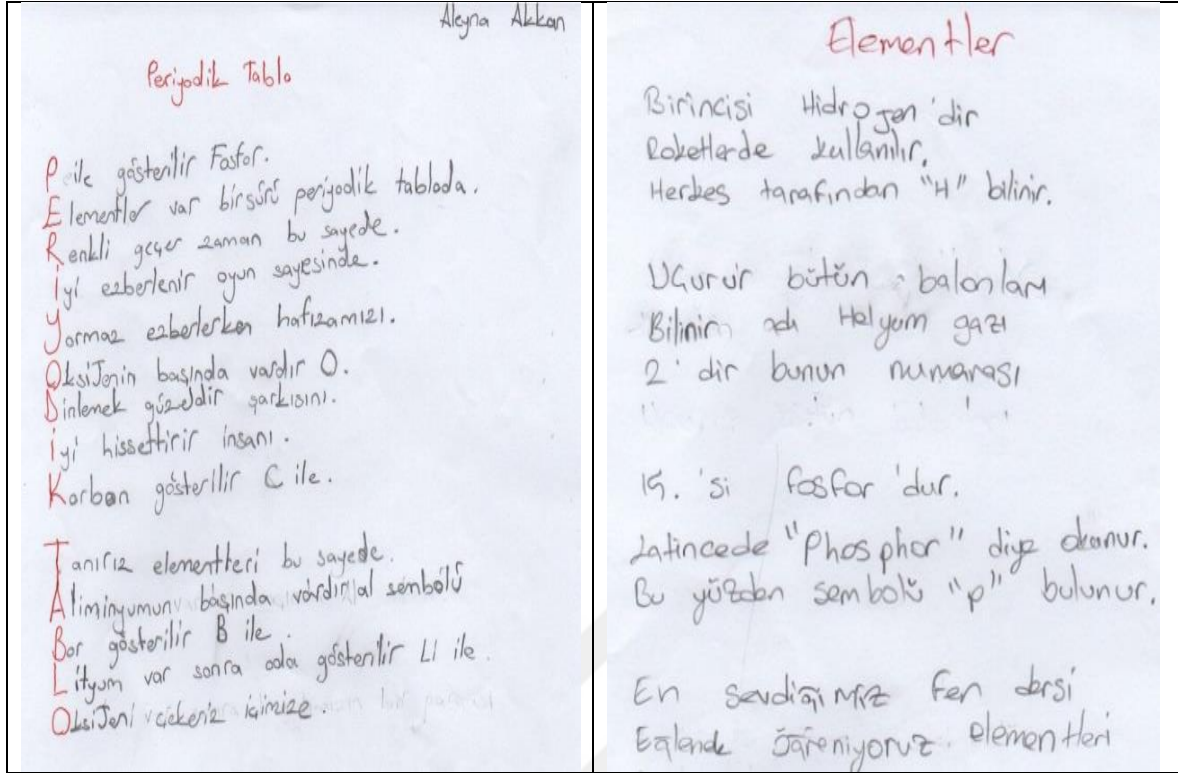 Aleyna Akkan
Periyodik Tablo
P ile gösterilir Fosfor.
Elementler var birsürü periyodik tabloda.
Renkli geçer zaman bu sayede.
iyi ezberlenir oyun sayesinde.
Yormaz ezberlerken hafızamızı.
OksiJenin başında vardır O.
Dinlemek güzeldir şarkısını.
iyi hissettirir insanı.
Karbon gösterilir C ile.
Tanırız elementleri bu sayede.
Aliminyumun başında vardır al sembolü
Bor gösterilir B ile.
Lityum var sonra oda gösterilir LI ile.
OksiJeni çekeriz içimize.
Elementler
Birincisi Hidrojen'dir
Roketlerde kullanılır.
Herkes tarafından "H" bilinir.
Uçurur bütün balonları
Bilinir adı Helyum gazı
2'dir bunun numarası
15.'si fosfor'dur.
Latincede "Phosphor" diye okunur.
Bu yüzden sembolü "p" bulunur.
En sevdiğimiz Fen dersi
öğreniyoruz elementleri